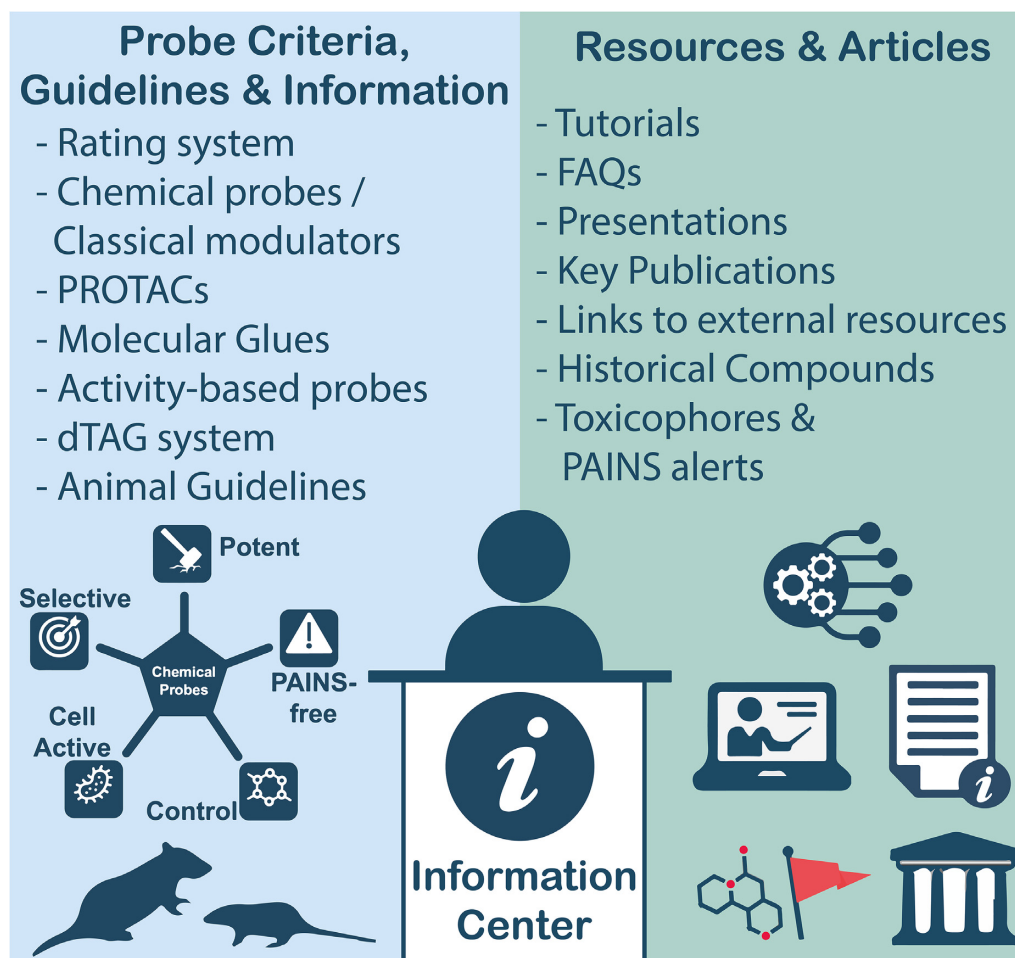 Probe Criteria,
Guidelines & Information
- Rating system
- Chemical probes /
Classical modulators
- PROTACs
- Molecular Glues
- Activity-based probes
- dTAG system
- Animal Guidelines
Potent
Selective
Chemical
Probes
PAINS-
free
Cell
Active
Control
Resources & Articles
- Tutorials
- FAQs
- Presentations
- Key Publications
- Links to external resources
- Historical Compounds
- Toxicophores &
PAINS alerts
i
Information
Center
i